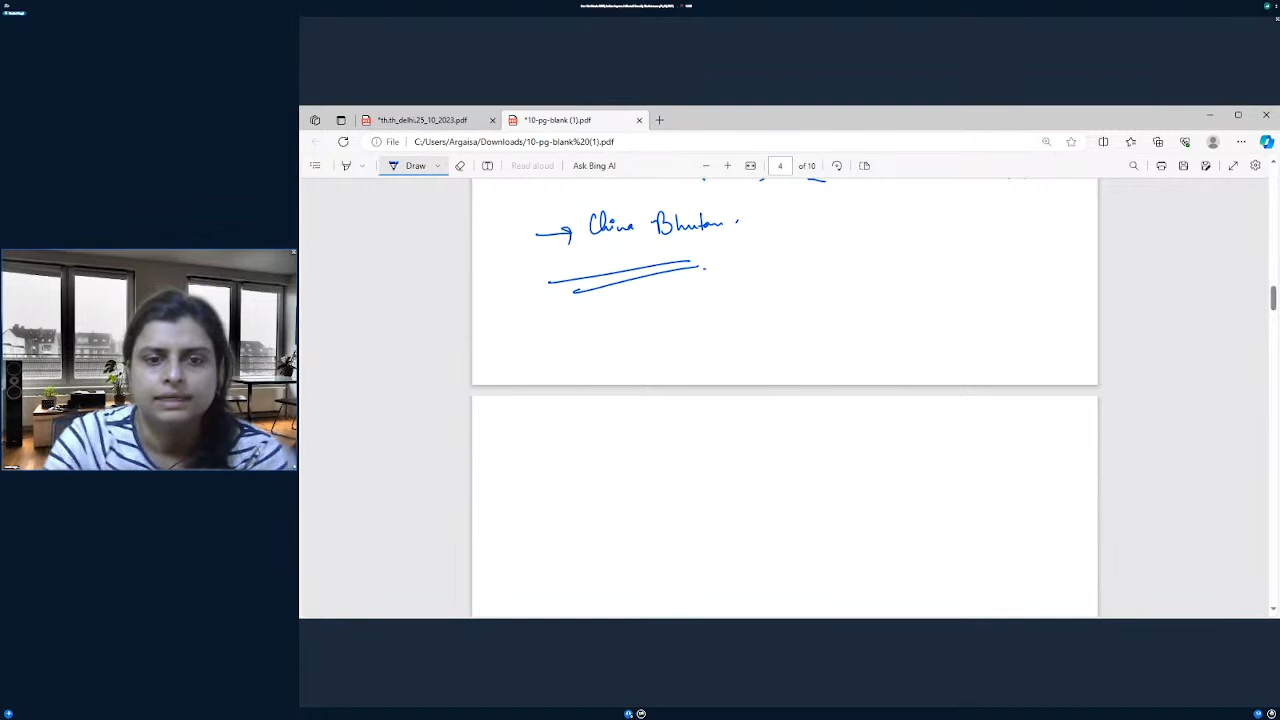 *th.th_delhi.25_10_2023.pdf
*10-pg-blank (1).pdf
File
C:/Users/Argaisa/Downloads/10-pg-blank%20(1).pdf
Draw
Read aloud
Ask Bing AI
4
of 10
→ China Bhutan